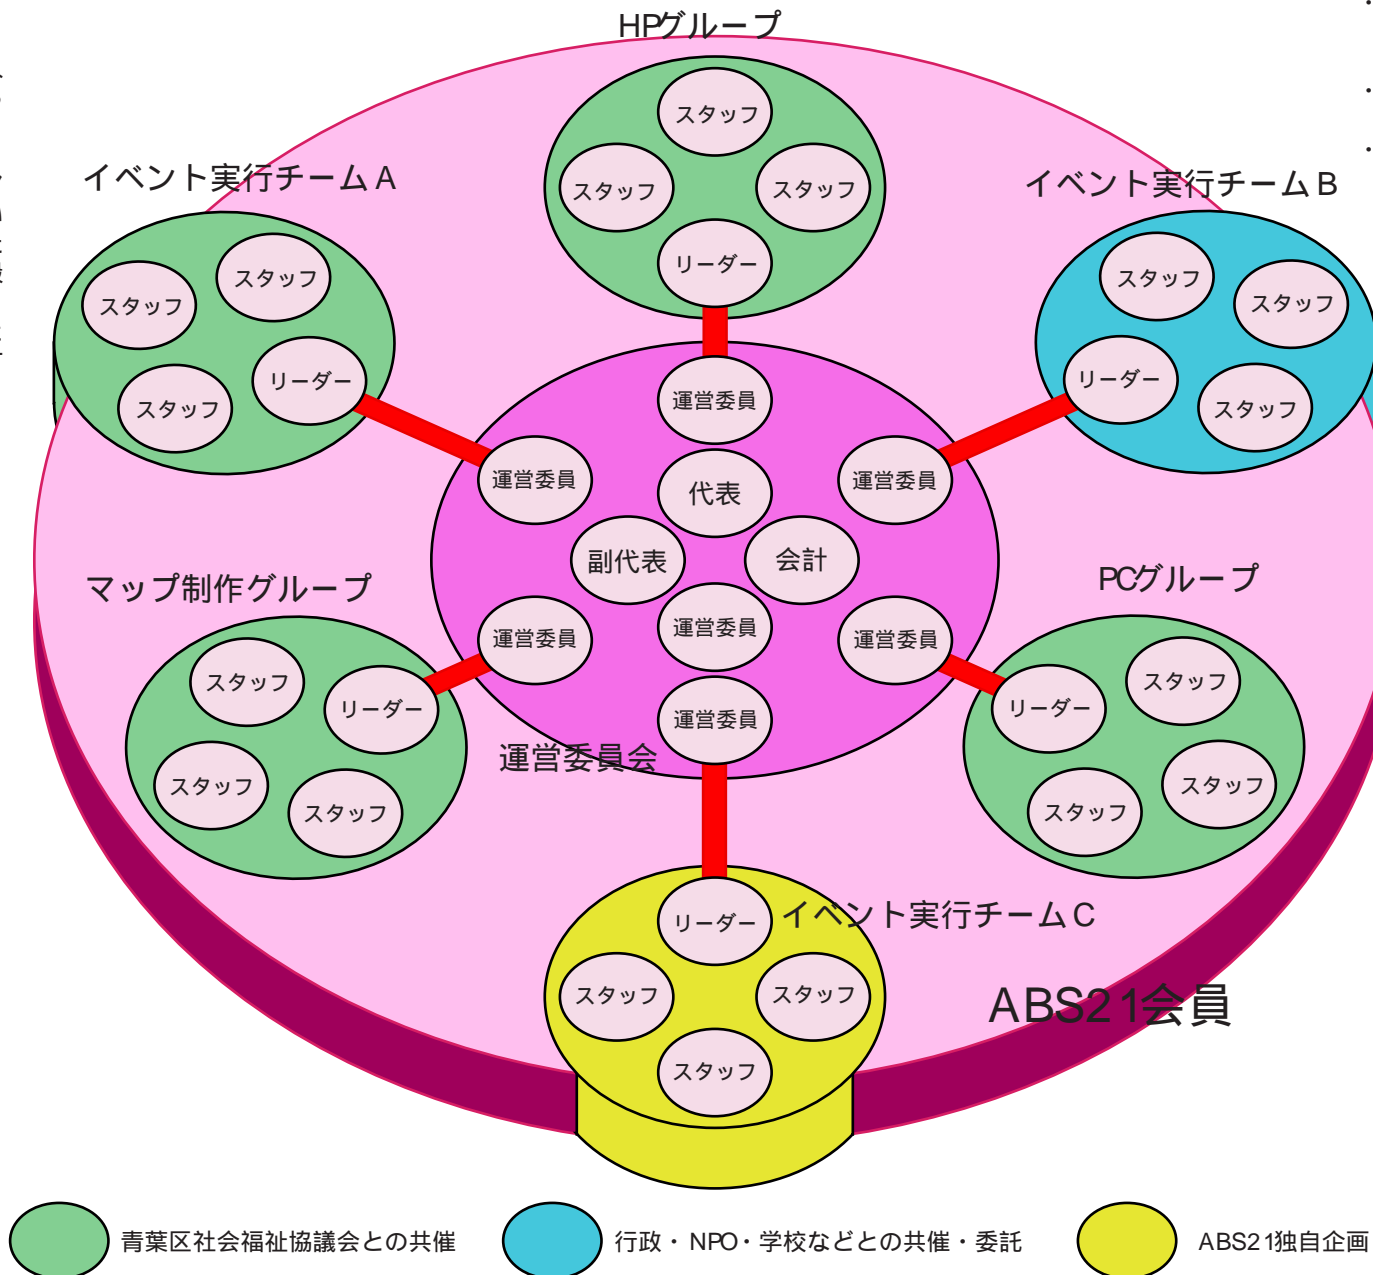 HPグループ
スタッフ
スタッフ
スタッフ
リーダー
イベント実行チームA
スタッフ
スタッフ
リーダー
スタッフ
イベント実行チームB
スタッフ
スタッフ
リーダー
スタッフ
運営委員
運営委員
運営委員
代表
副代表
会計
運営委員
運営委員
運営委員
運営委員
運営委員会
マップ制作グループ
スタッフ
リーダー
スタッフ
スタッフ
PCグループ
スタッフ
リーダー
スタッフ
スタッフ
イベント実行チームC
リーダー
スタッフ
スタッフ
スタッフ
ABS21会員
青葉区社会福祉協議会との共催
行政・NPO・学校などとの共催・委託
ABS21独自企画